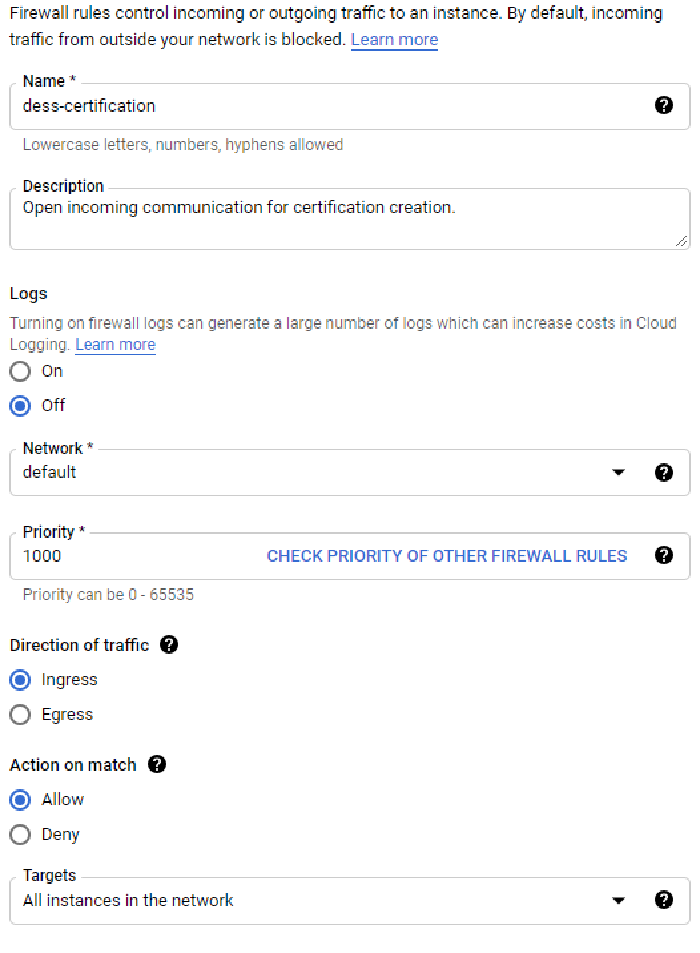 Firewall rules control incoming or outgoing traffic to an instance. By default, incoming
traffic from outside your network is blocked. Learn more
Name *
dess-certification
Lowercase letters, numbers, hyphens allowed
Description
Open incoming communication for certification creation.
Logs
Turning on firewall logs can generate a large number of logs which can increase costs in Cloud
Logging. Learn more
On
Off
Network *
default
Priority *
1000 CHECK PRIORITY OF OTHER FIREWALL RULES
Priority can be 0 - 65535
Direction of traffic
Ingress
Egress
Action on match
Allow
Deny
Targets
All instances in the network